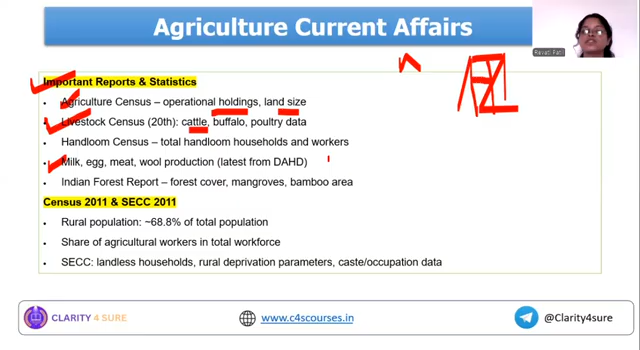 Agriculture Current Affairs
Revati Patil
Important Reports & Statistics
Agriculture Census – operational holdings, land size
Livestock Census (20th): cattle, buffalo, poultry data
Handloom Census – total handloom households and workers
Milk, egg, meat, wool production (latest from DAHD)
Indian Forest Report – forest cover, mangroves, bamboo area
Census 2011 & SECC 2011
Rural population: ~68.8% of total population
Share of agricultural workers in total workforce
SECC: landless households, rural deprivation parameters, caste/occupation data
CLARITY 4 SURE
www.c4scourses.in
@Clarity4sure